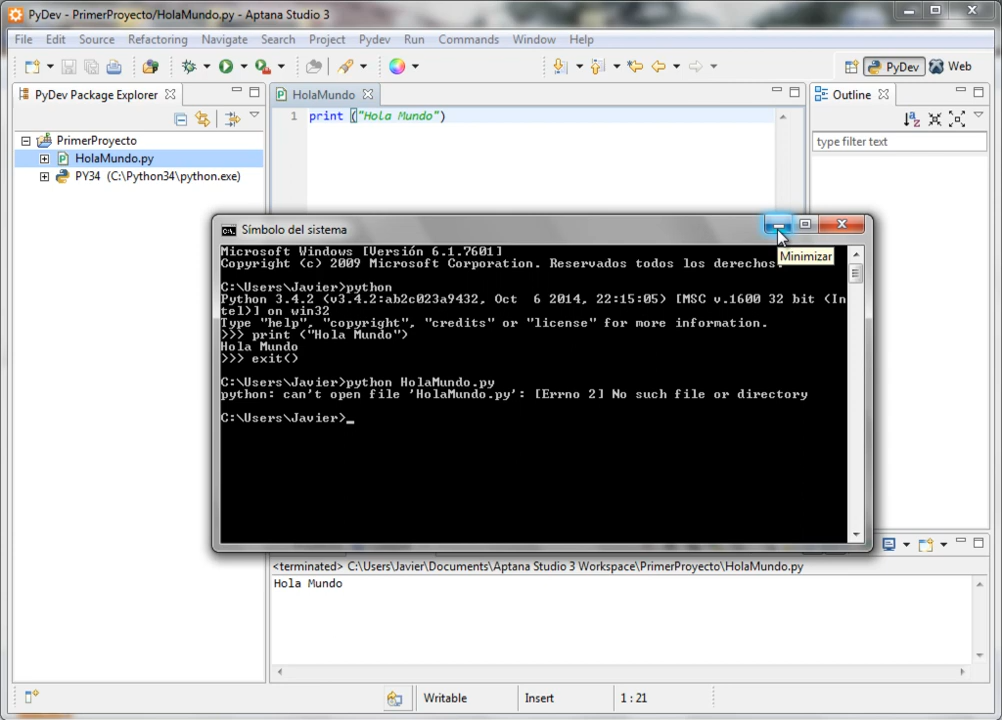 PyDev - PrimerProyecto/HolaMundo.py - Aptana Studio 3
File Edit Source Refactoring Navigate Search Project Pydev Run Commands Window Help
PyDev Web
PyDev Package Explorer
HolaMundo
Outline
1 print ("Hola Mundo")
type filter text
PrimerProyecto
HolaMundo.py
PY34 (C:\Python34\python.exe)
Símbolo del sistema
Minimizar
Microsoft Windows [Versión 6.1.7601]
Copyright (c) 2009 Microsoft Corporation. Reservados todos los derechos.
C:\Users\Javier>python
Python 3.4.2 (v3.4.2:ab2c023a9432, Oct  6 2014, 22:15:05) [MSC v.1600 32 bit (In
tel)] on win32
Type "help", "copyright", "credits" or "license" for more information.
>>> print ("Hola Mundo")
Hola Mundo
>>> exit()
C:\Users\Javier>python HolaMundo.py
python: can't open file 'HolaMundo.py': [Errno 2] No such file or directory
C:\Users\Javier>_
<terminated> C:\Users\Javier\Documents\Aptana Studio 3 Workspace\PrimerProyecto\HolaMundo.py
Hola Mundo
Writable Insert 1 : 21